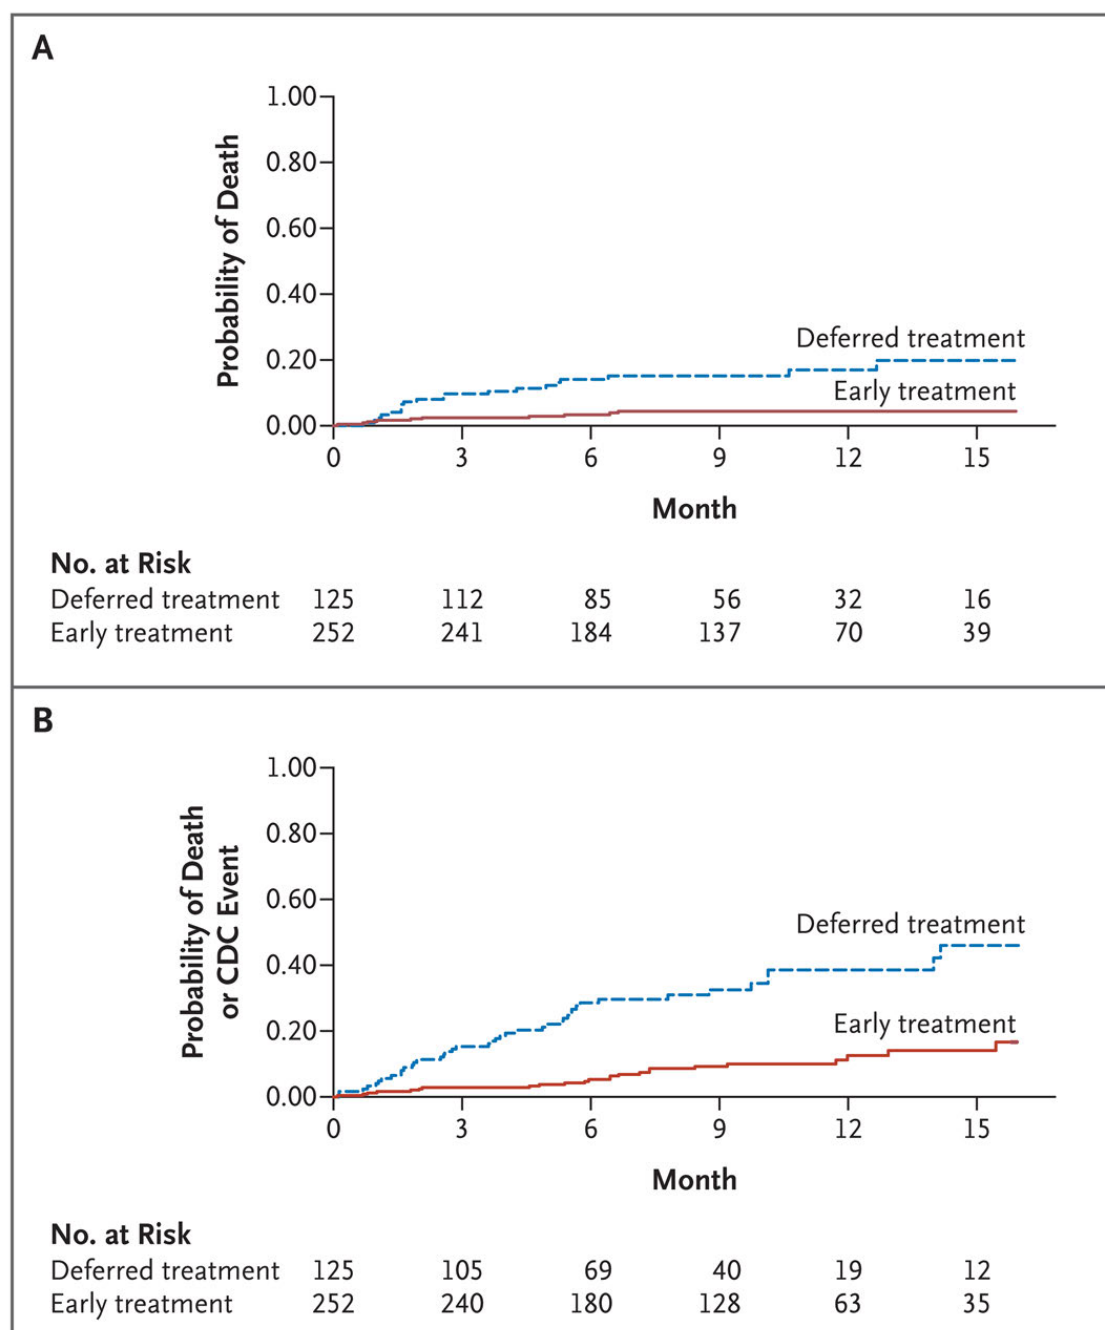 A
1.00
0.80
0.60
0.40
0.20
0.00
Probability of Death
Deferred treatment
Early treatment
0 3 6 9 12 15
Month
No. at Risk
Deferred treatment 125 112 85 56 32 16
Early treatment 252 241 184 137 70 39
B
1.00
0.80
0.60
0.40
0.20
0.00
Probability of Death
or CDC Event
Deferred treatment
Early treatment
0 3 6 9 12 15
Month
No. at Risk
Deferred treatment 125 105 69 40 19 12
Early treatment 252 240 180 128 63 35